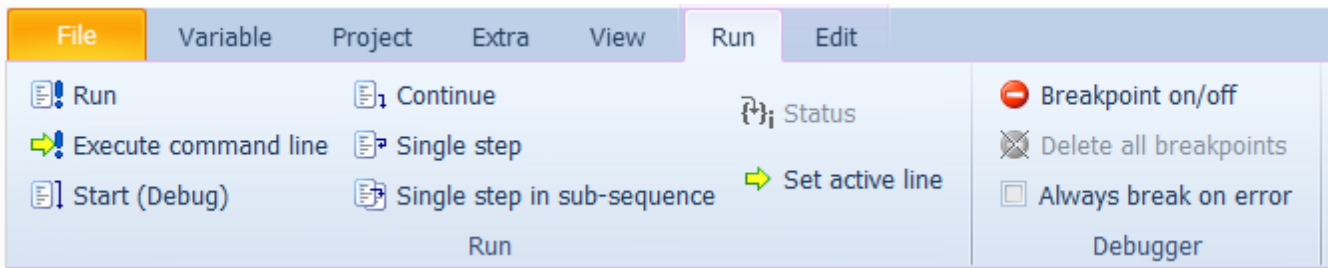 File Variable Project Extra View Run Edit
Run Continue Status Breakpoint on/off
Execute command line Single step Delete all breakpoints
Start (Debug) Single step in sub-sequence Set active line Always break on error
Run Debugger